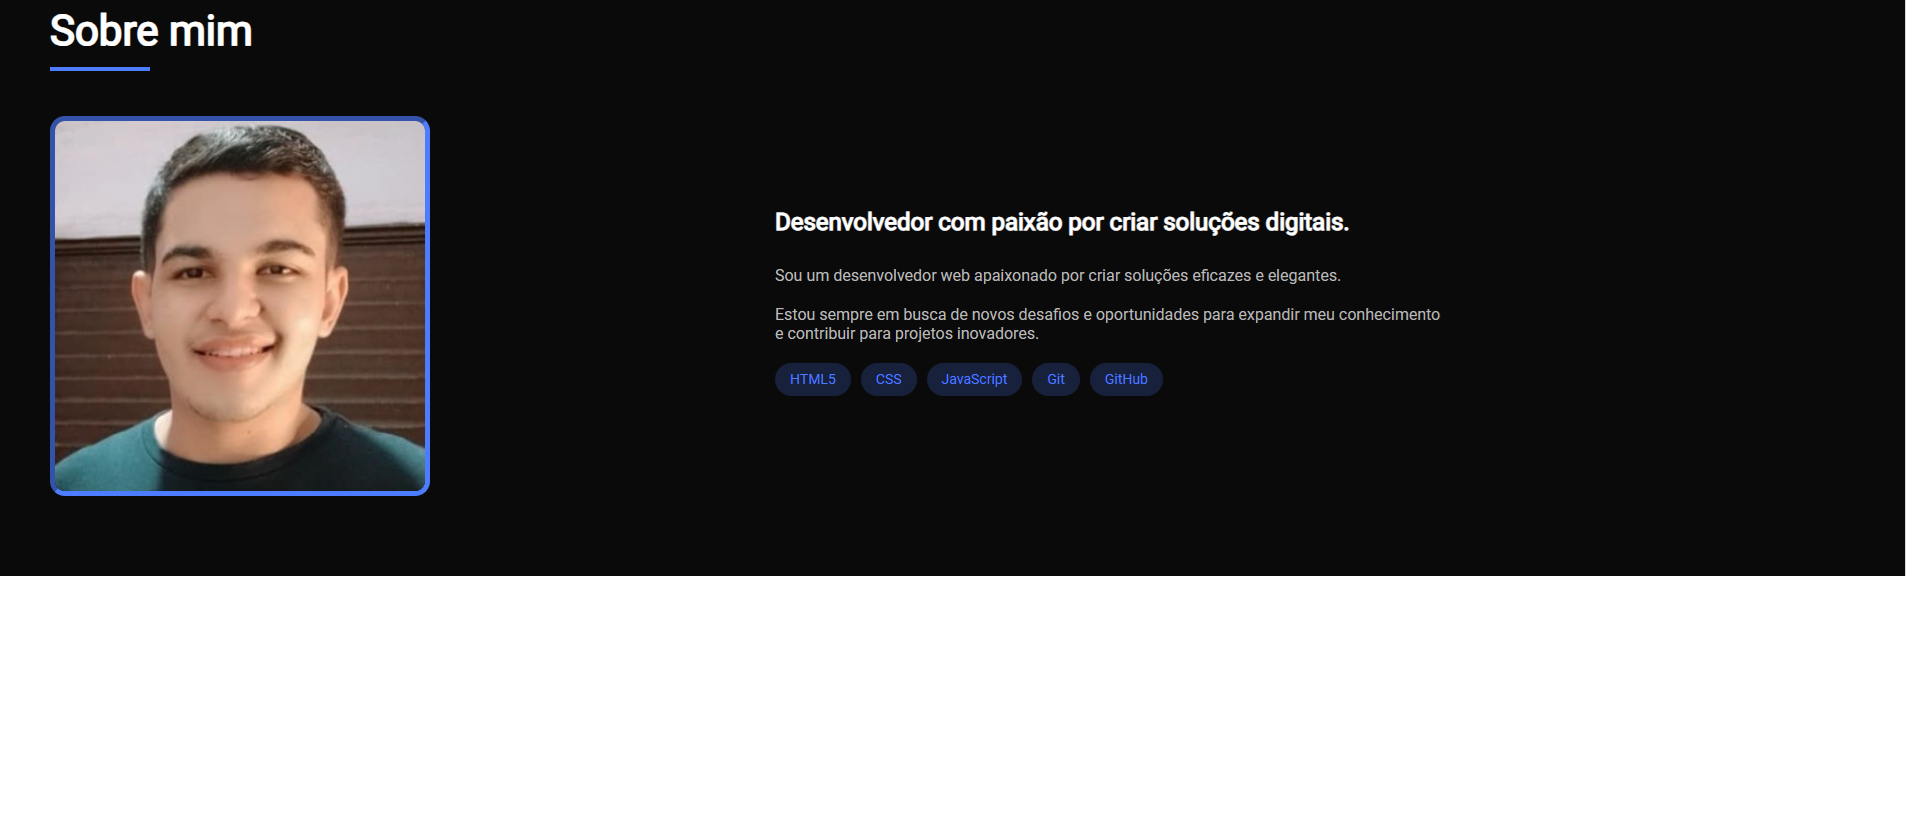 Sobre mim
Desenvolvedor com paixão por criar soluções digitais.
Sou um desenvolvedor web apaixonado por criar soluções eficazes e elegantes.
Estou sempre em busca de novos desafios e oportunidades para expandir meu conhecimento
e contribuir para projetos inovadores.
HTML5 CSS JavaScript Git GitHub